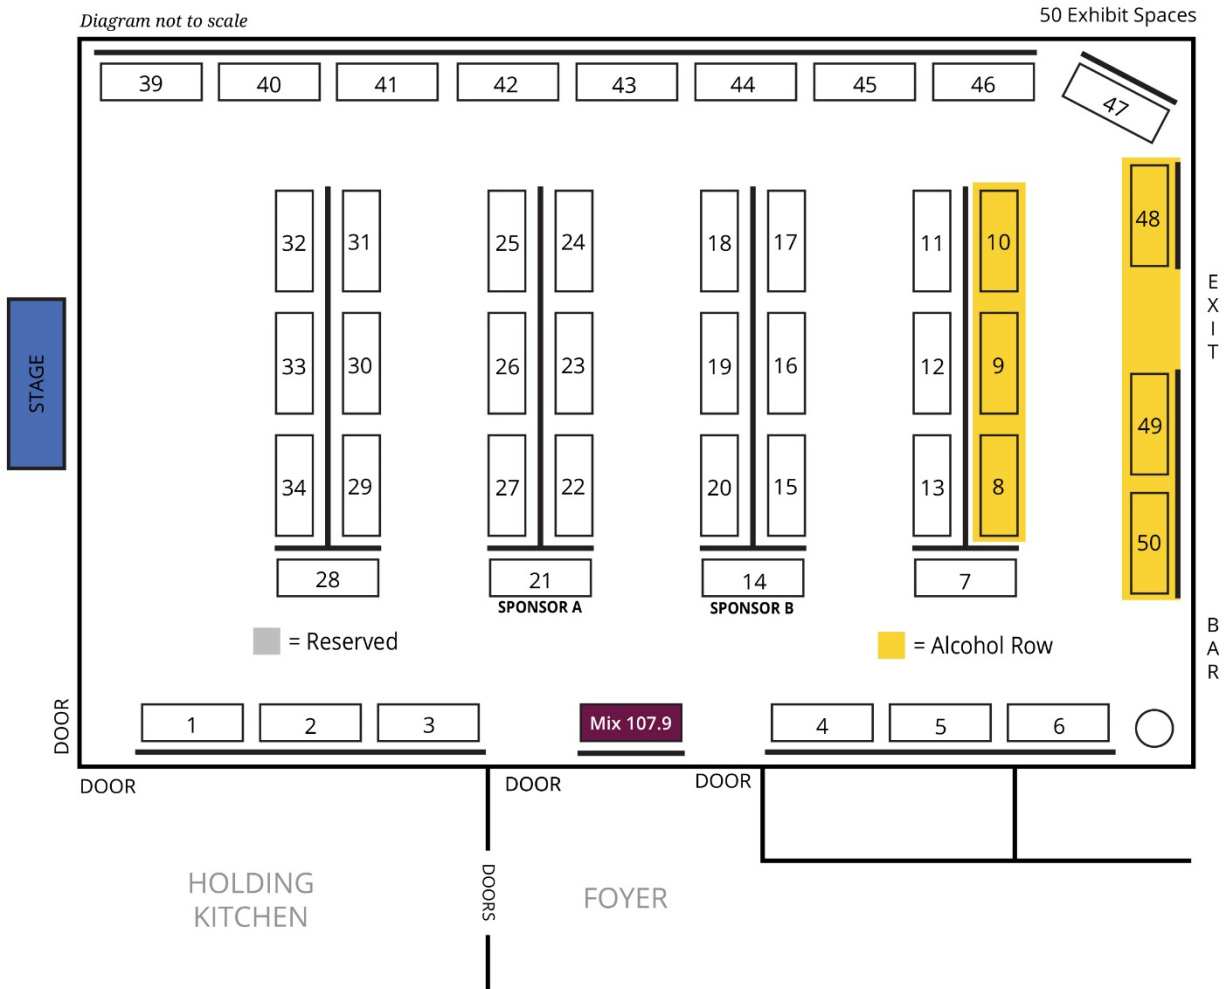 Diagram not to scale
50 Exhibit Spaces
39 40 41 42 43 44 45 46
47
48
32 31 25 24 18 17 11 10
EXIT
STAGE
33 30 26 23 19 16 12 9
49
34 29 27 22 20 15 13 8
50
28 21 14 7
SPONSOR A SPONSOR B
= Reserved
= Alcohol Row
BAR
DOOR
1 2 3 Mix 107.9 4 5 6
DOOR DOOR DOOR
DOORS
HOLDING
KITCHEN
FOYER